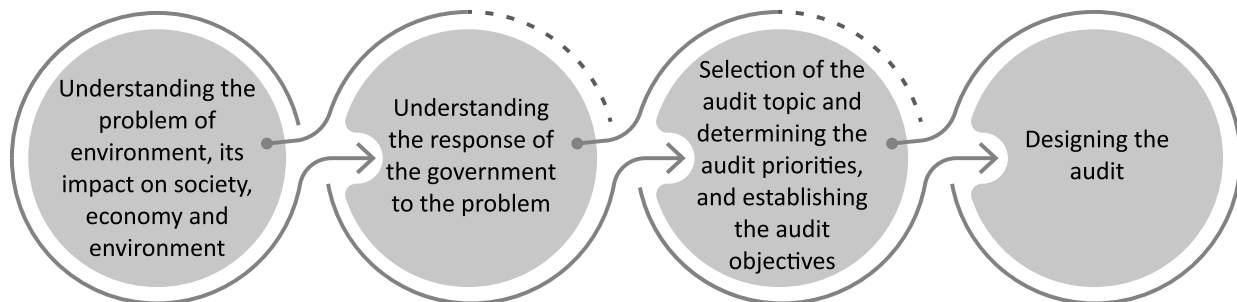 Understanding the
problem of
environment, its
impact on society,
economy and
environment
Understanding
the response of
the government
to the problem
Selection of the
audit topic and
determining the
audit priorities,
and establishing
the audit
objectives
Designing the
audit